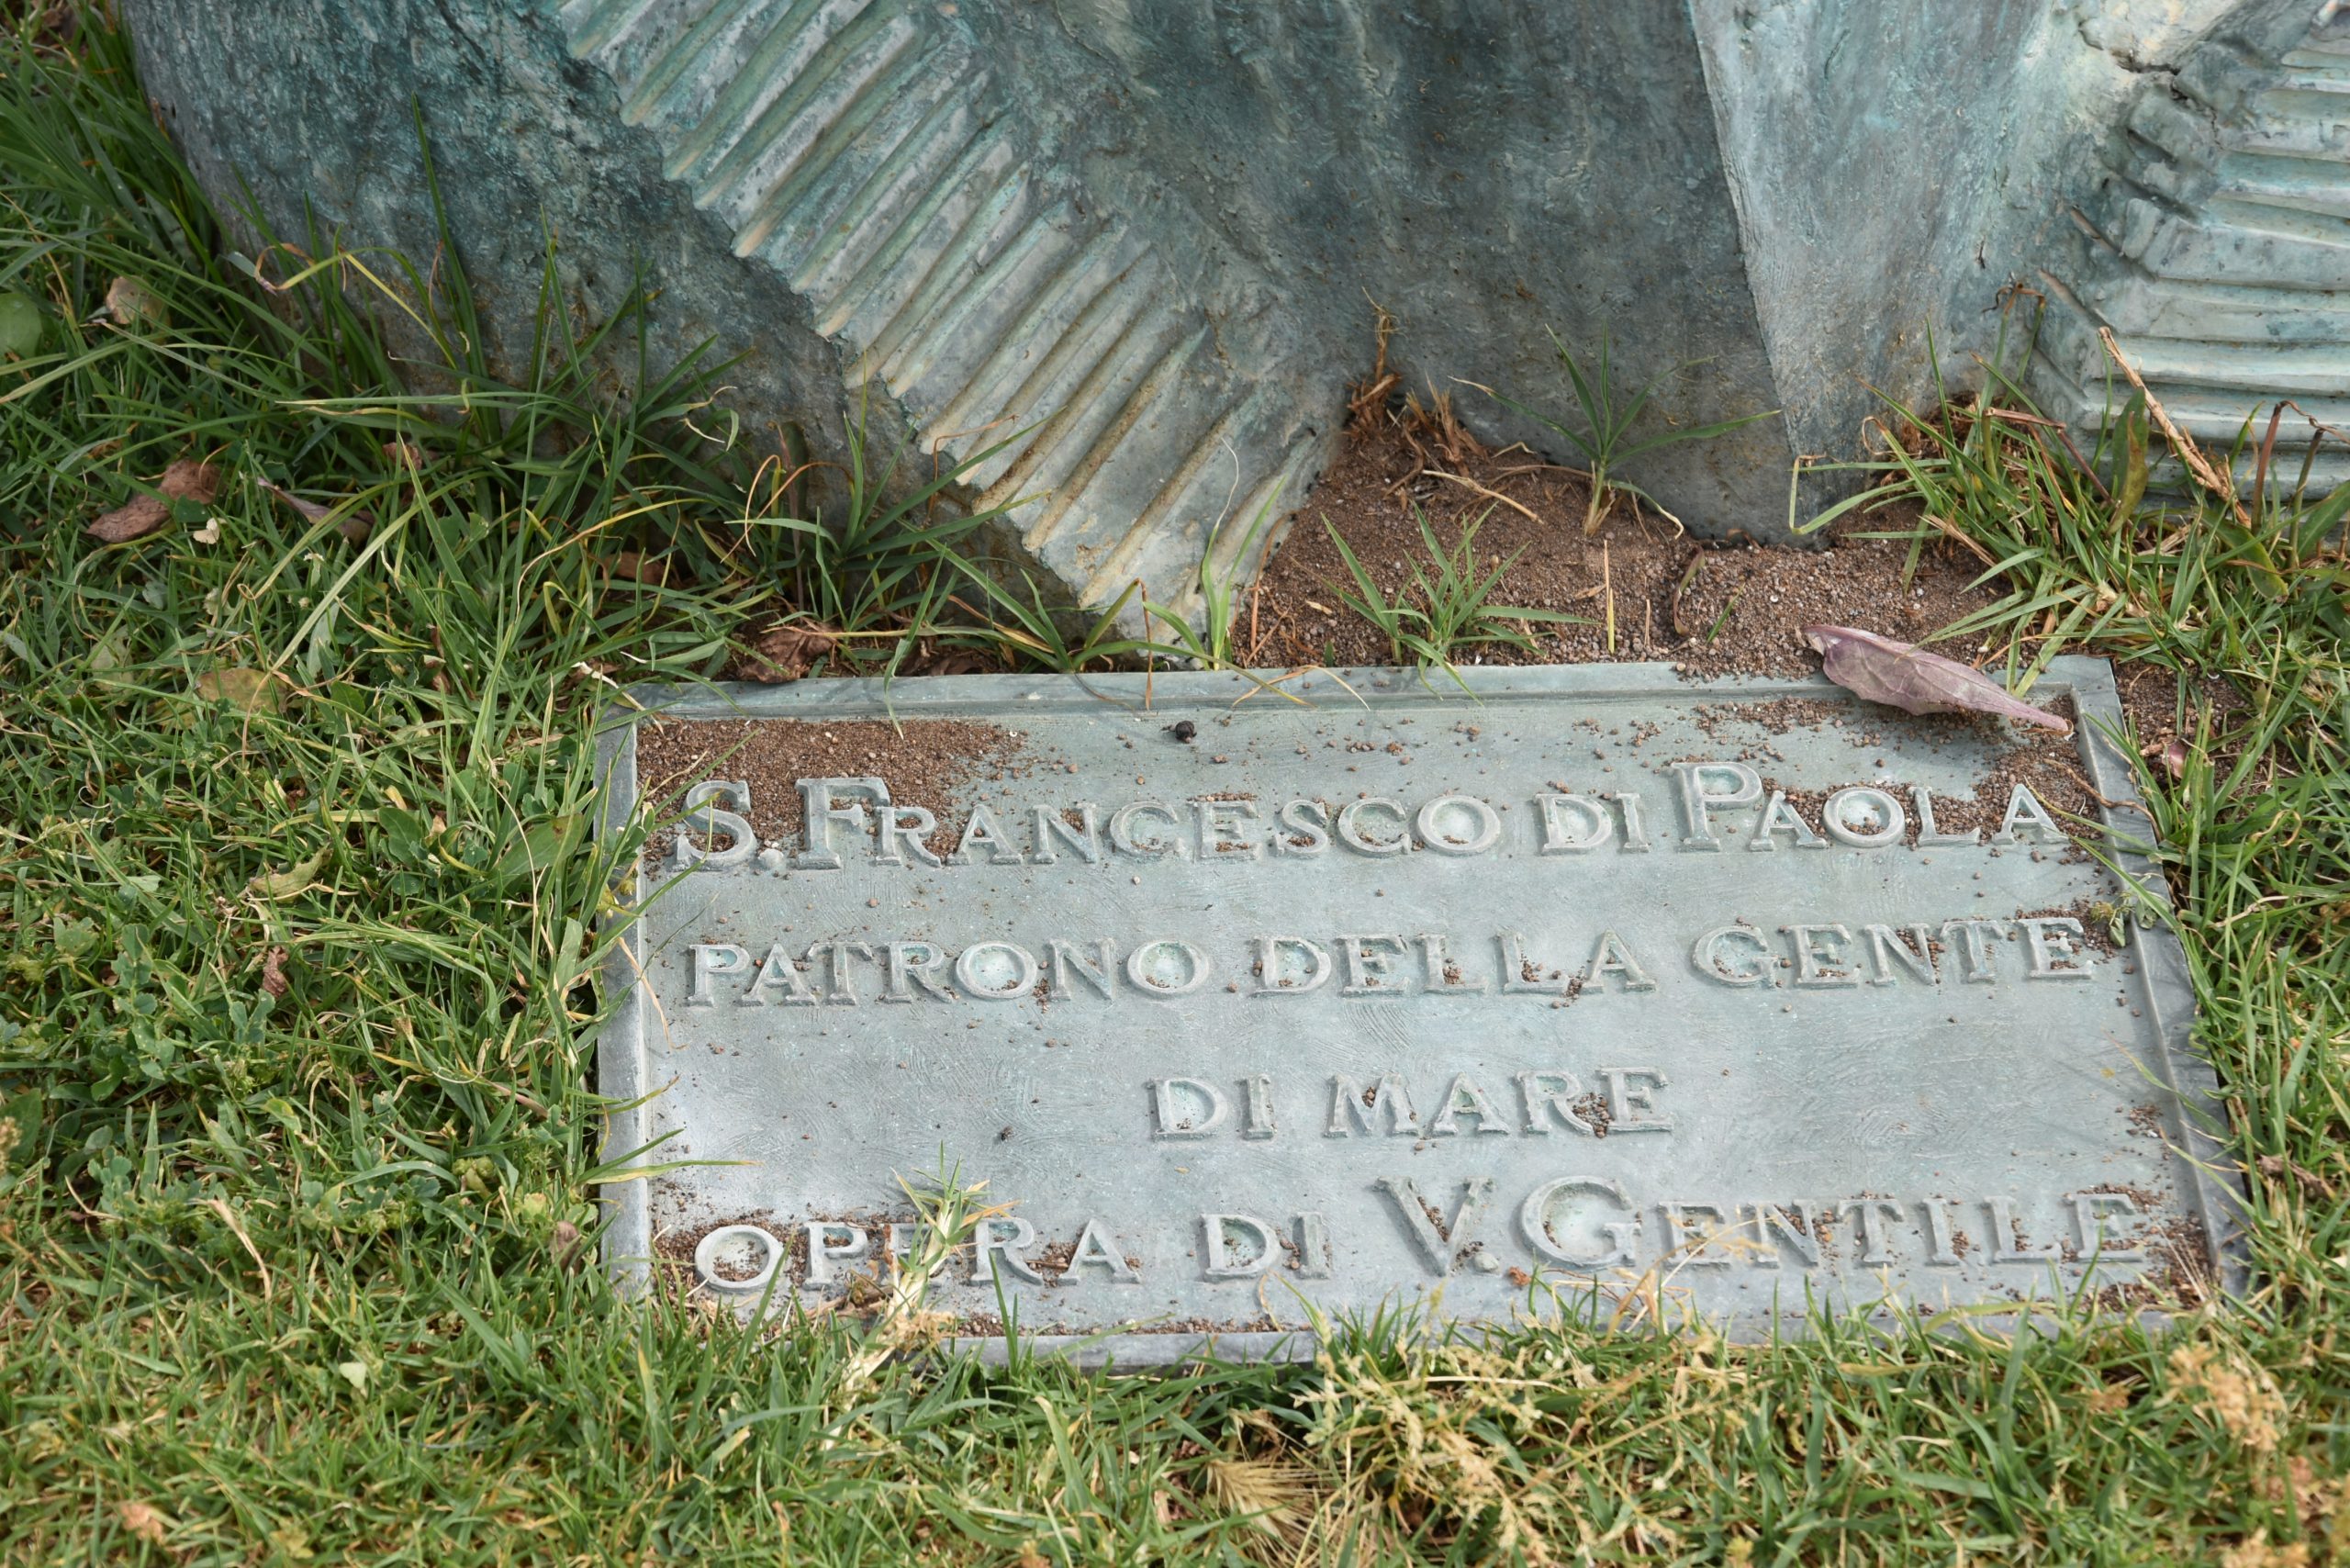 S. FRANCESCO DI PAOLA
PATRONO DELLA GENTE
DI MARE
OPERA DI V. GENTILE